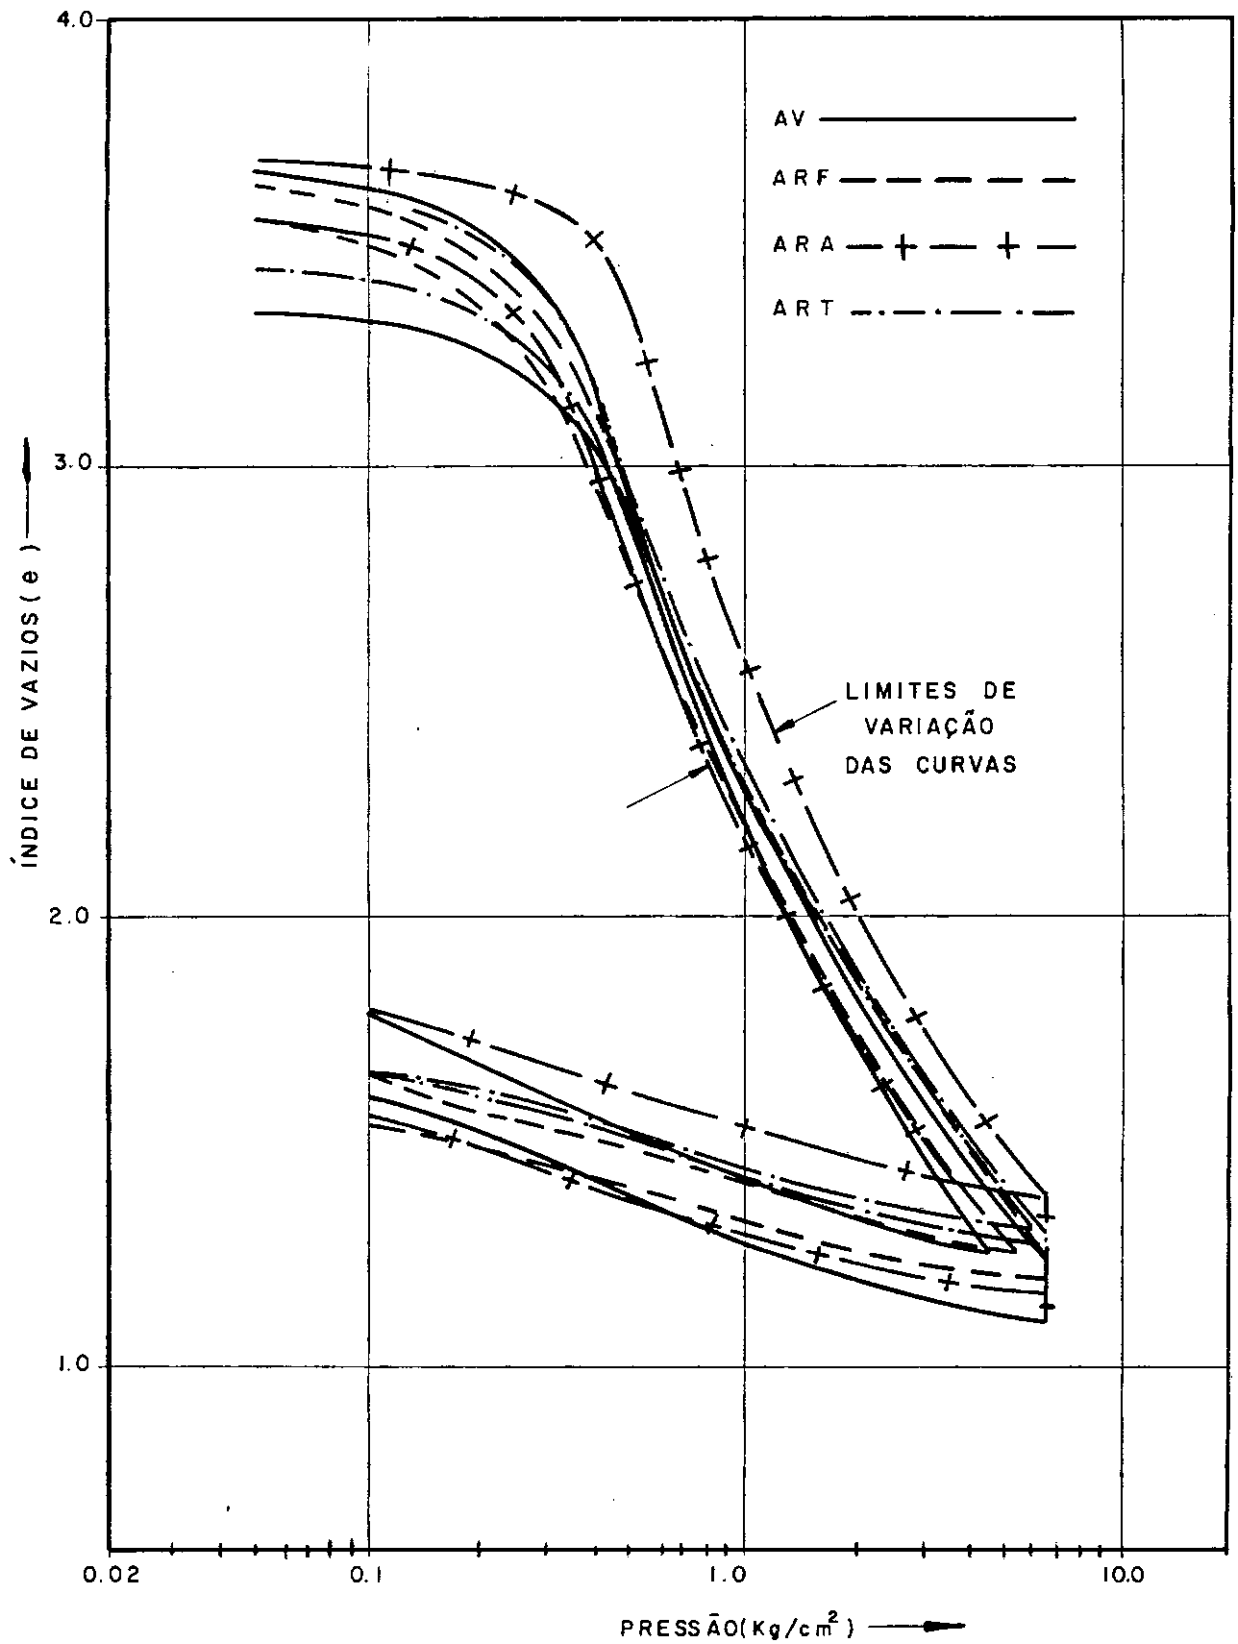 4.0
AV
ARF
ARA
ART
3.0
ÍNDICE DE VAZIOS(e)
LIMITES DE
VARIAÇÃO
DAS CURVAS
2.0
1.0
0.02
0.1
1.0
10.0
PRESSÃO(Kg/cm²)